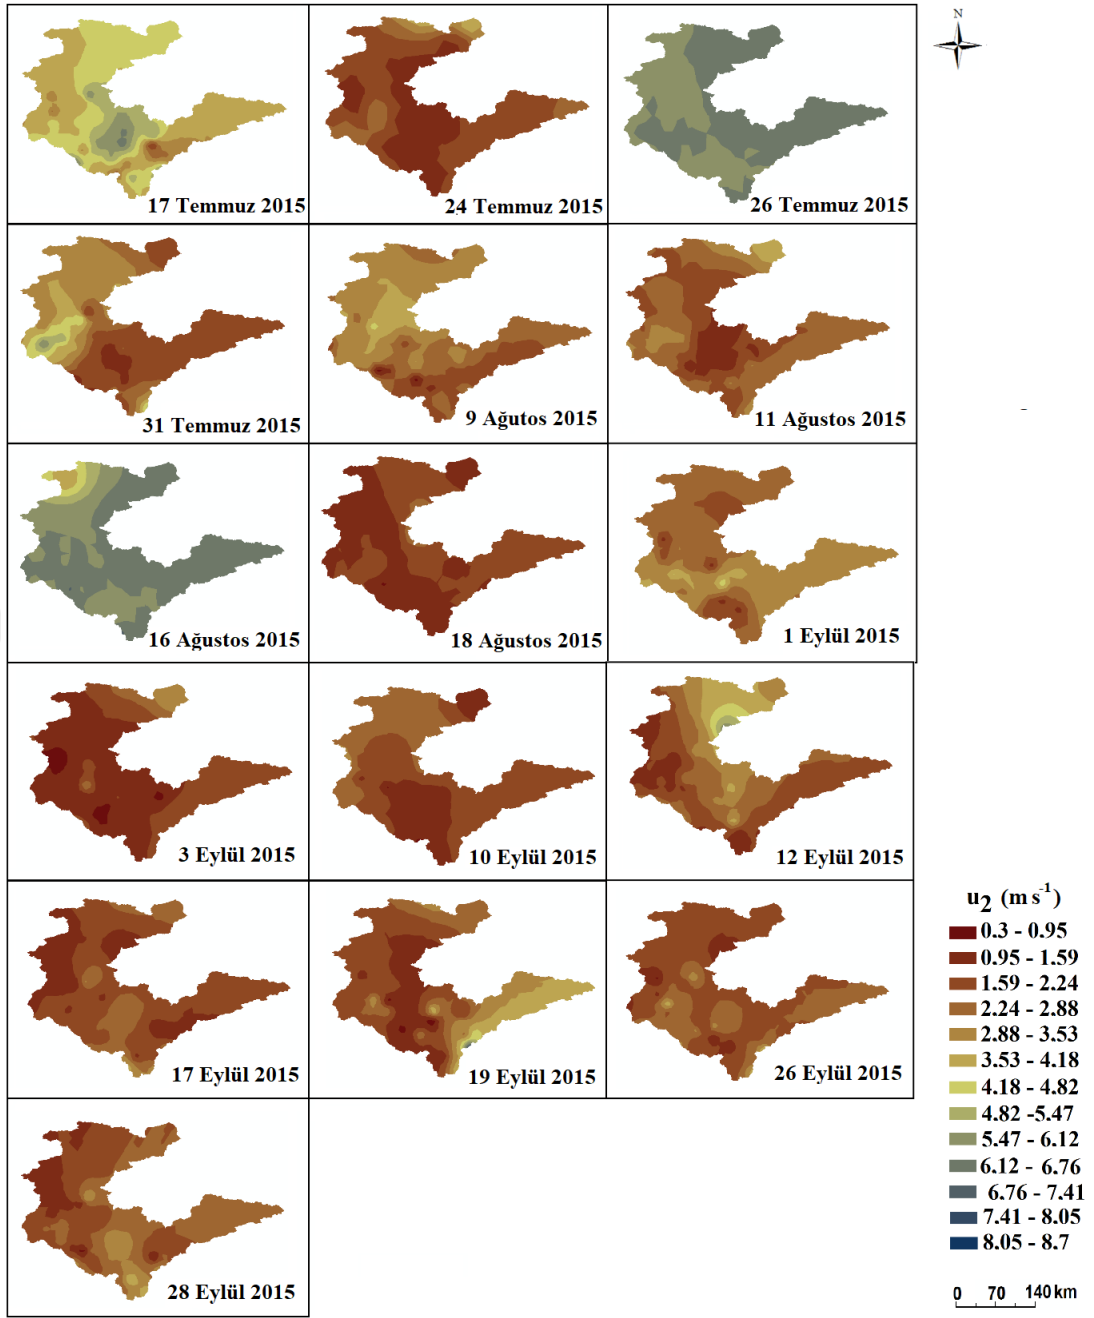 N
17 Temmuz 2015
24 Temmuz 2015
26 Temmuz 2015
31 Temmuz 2015
9 Ağutos 2015
11 Ağustos 2015
16 Ağustos 2015
18 Ağustos 2015
1 Eylül 2015
3 Eylül 2015
10 Eylül 2015
12 Eylül 2015
17 Eylül 2015
19 Eylül 2015
26 Eylül 2015
28 Eylül 2015
u2 (m s-1)
0.3 - 0.95
0.95 - 1.59
1.59 - 2.24
2.24 - 2.88
2.88 - 3.53
3.53 - 4.18
4.18 - 4.82
4.82 -5.47
5.47 - 6.12
6.12 - 6.76
6.76 - 7.41
7.41 - 8.05
8.05 - 8.7
0 70 140 km